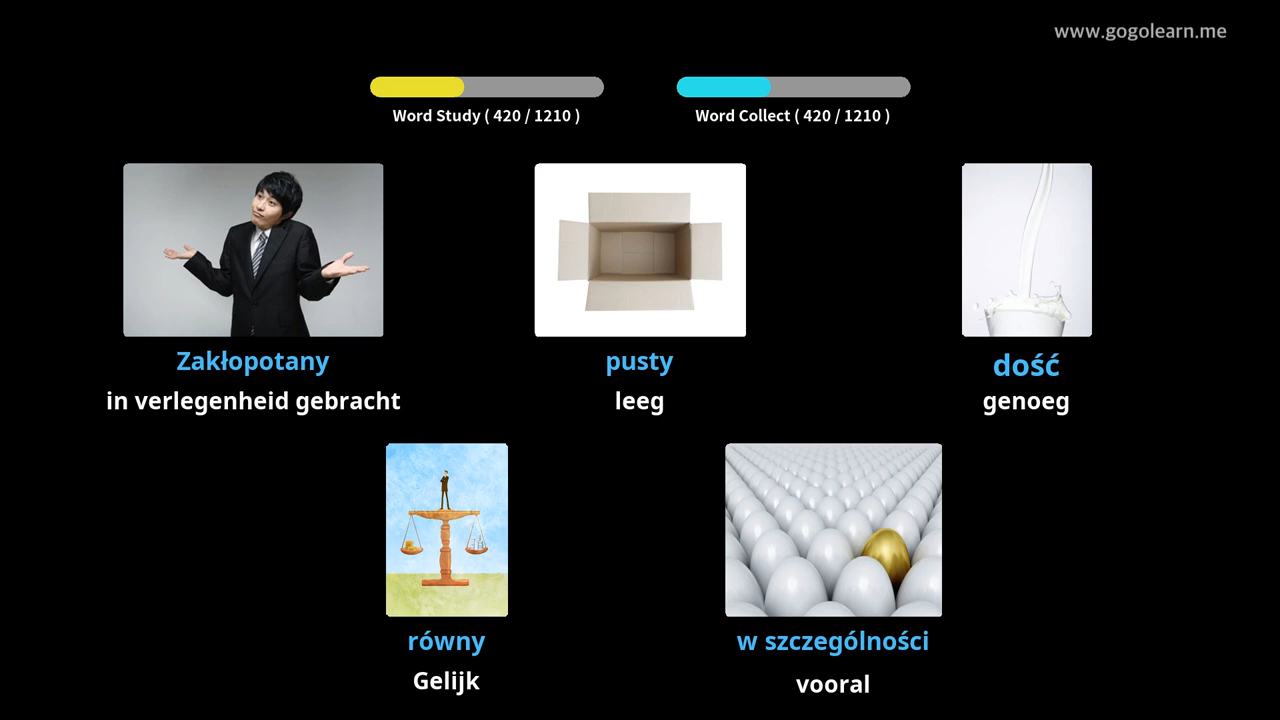 www.gogolearn.me
Word Study ( 420 / 1210 )
Word Collect ( 420 / 1210 )
Zakłopotany
pusty
dość
in verlegenheid gebracht
leeg
genoeg
równy
w szczególności
Gelijk
vooral